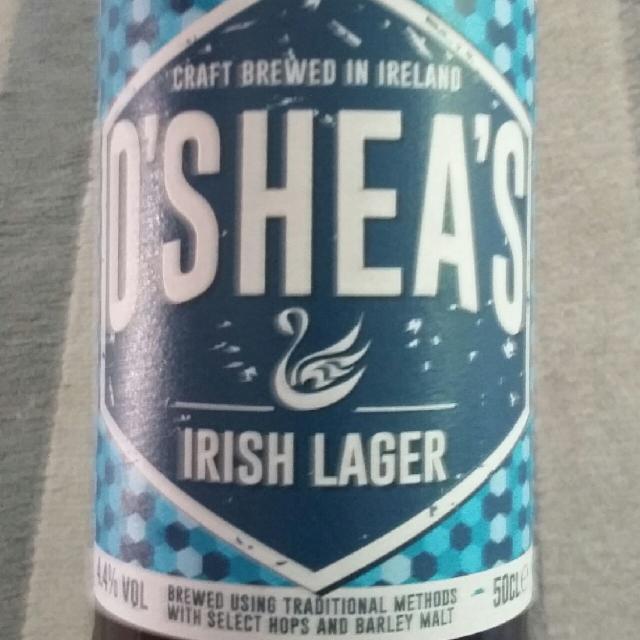 CRAFT BREWED IN IRELAND
O'SHEA'S
IRISH LAGER
4.4% VOL
BREWED USING TRADITIONAL METHODS
WITH SELECT HOPS AND BARLEY MALT
50CL